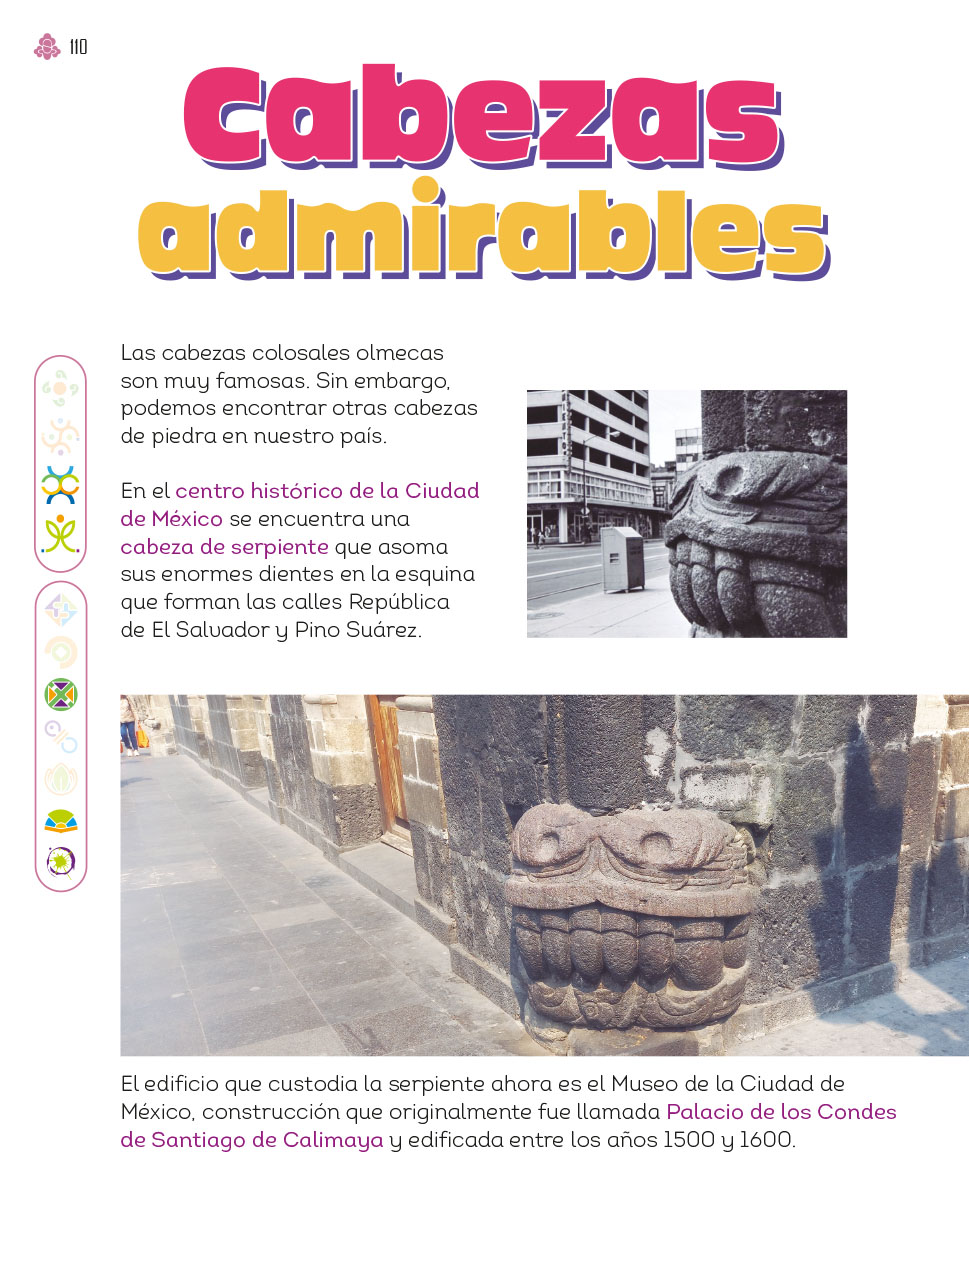 110
Cabezas
admirables
Las cabezas colosales olmecas
son muy famosas. Sin embargo,
podemos encontrar otras cabezas
de piedra en nuestro país.
En el centro histórico de la Ciudad
de México se encuentra una
cabeza de serpiente que asoma
sus enormes dientes en la esquina
que forman las calles República
de El Salvador y Pino Suárez.
El edificio que custodia la serpiente ahora es el Museo de la Ciudad de
México, construcción que originalmente fue llamada Palacio de los Condes
de Santiago de Calimaya y edificada entre los años 1500 y 1600.